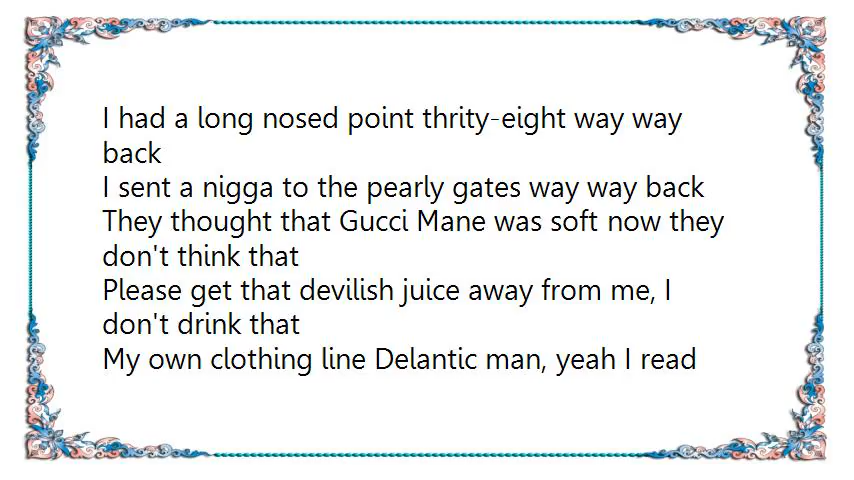 I had a long nosed point thrity-eight way way
back
I sent a nigga to the pearly gates way way back
They thought that Gucci Mane was soft now they
don't think that
Please get that devilish juice away from me, I
don't drink that
My own clothing line Delantic man, yeah I read